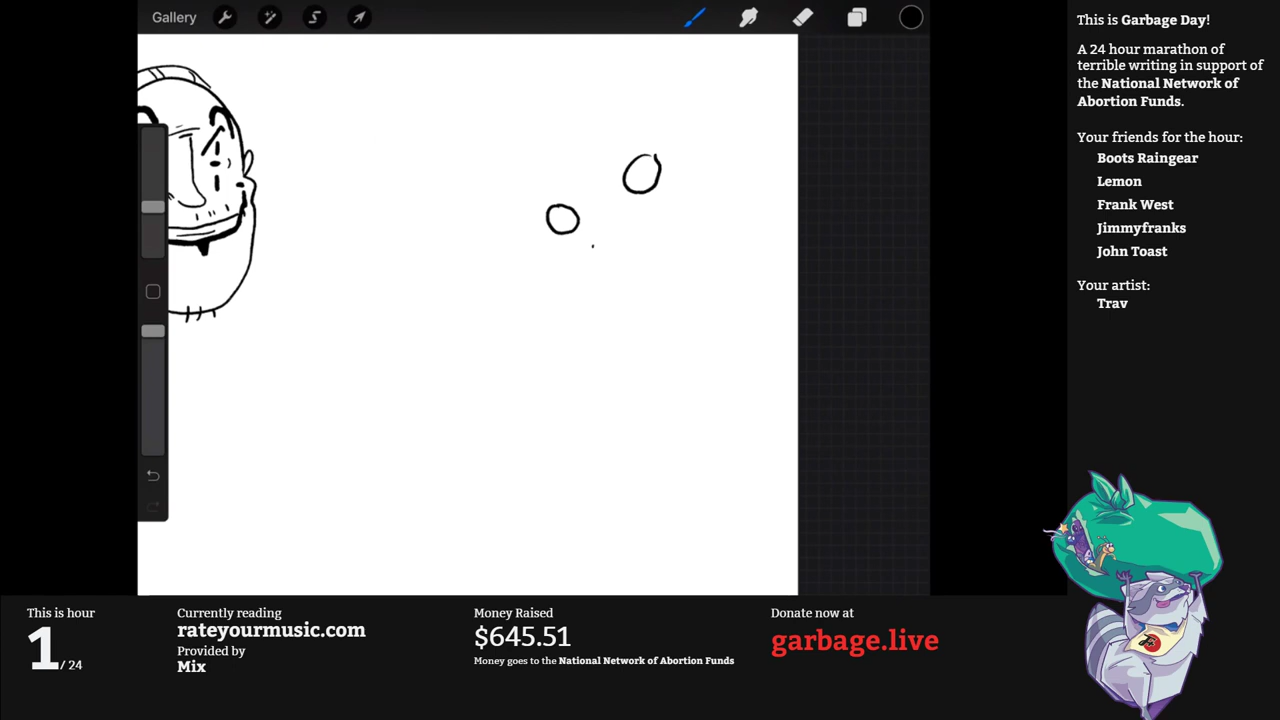 Gallery
This is Garbage Day!
A 24 hour marathon of
terrible writing in support of
the National Network of
Abortion Funds.
Your friends for the hour:
Boots Raingear
Lemon
Frank West
Jimmyfranks
John Toast
Your artist:
Trav
This is hour
1 / 24
Currently reading
rateyourmusic.com
Provided by
Mix
Money Raised
$645.51
Money goes to the National Network of Abortion Funds
Donate now at
garbage.live